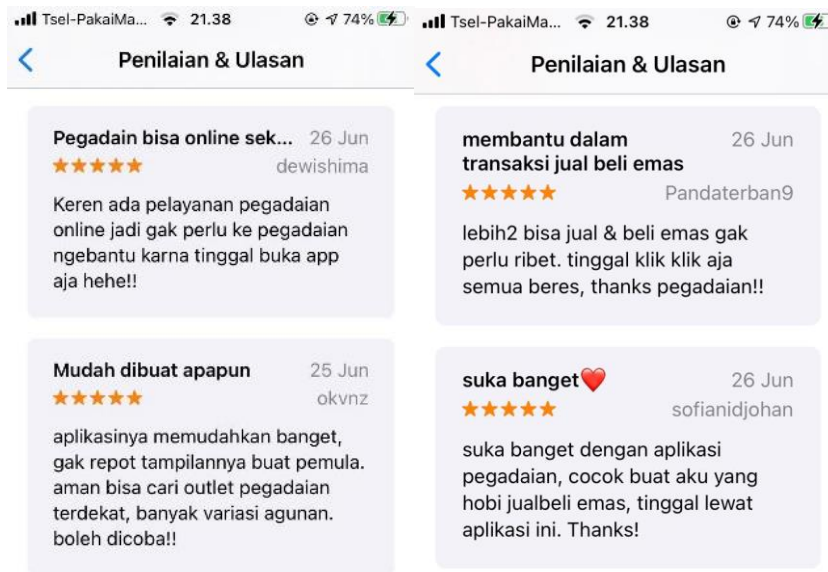 Tsel-PakaiMa... 21.38 74%
Penilaian & Ulasan
Pegadain bisa online sek... 26 Jun
dewishima
Keren ada pelayanan pegadaian
online jadi gak perlu ke pegadaian
ngebantu karna tinggal buka app
aja hehe!!
Mudah dibuat apapun 25 Jun
okvnz
aplikasinya memudahkan banget,
gak repot tampilannya buat pemula.
aman bisa cari outlet pegadaian
terdekat, banyak variasi agunan.
boleh dicoba!!
Tsel-PakaiMa... 21.38 74%
Penilaian & Ulasan
membantu dalam 26 Jun
transaksi jual beli emas
Pandaterban9
lebih2 bisa jual & beli emas gak
perlu ribet. tinggal klik klik aja
semua beres, thanks pegadaian!!
suka banget❤️ 26 Jun
sofianidjohan
suka banget dengan aplikasi
pegadaian, cocok buat aku yang
hobi jualbeli emas, tinggal lewat
aplikasi ini. Thanks!